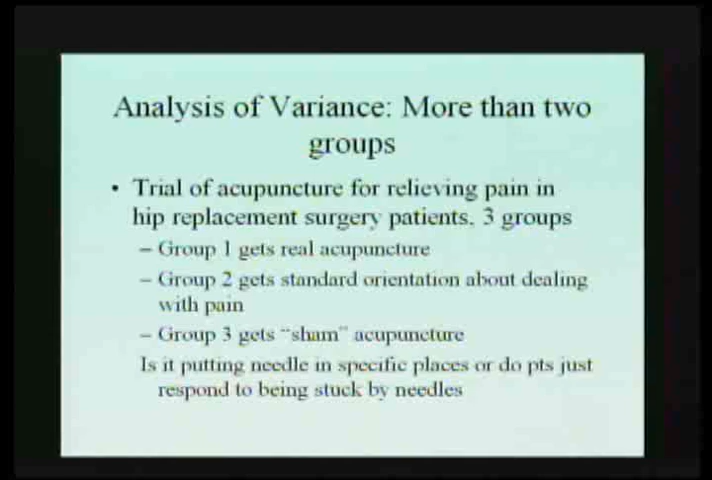 Analysis of Variance: More than two
groups
• Trial of acupuncture for relieving pain in
hip replacement surgery patients. 3 groups
– Group 1 gets real acupuncture
– Group 2 gets standard orientation about dealing
with pain
– Group 3 gets “sham” acupuncture
Is it putting needle in specific places or do pts just
respond to being stuck by needles